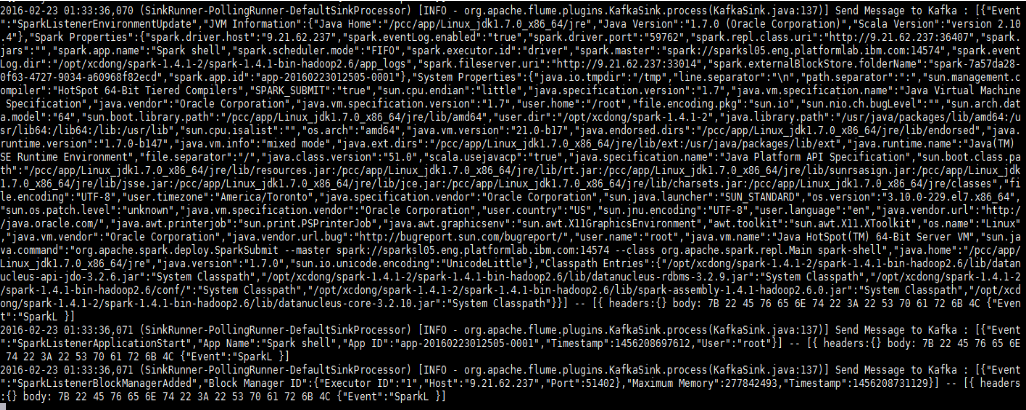 2016-02-23 01:33:36,070 (SinkRunner-PollingRunner-DefaultSinkProcessor) [INFO - org.apache.flume.plugins.KafkaSink.process(KafkaSink.java:137)] Send Message to Kafka : [{"Event
":"SparkListenerEnvironmentUpdate","JVM Information":{"Java Home":"/pcc/app/Linux_jdk1.7.0_x86_64/jre","Java Version":"1.7.0 (Oracle Corporation)","Scala Version":"version 2.10
.4"},"Spark Properties":{"spark.driver.host":"9.21.62.237","spark.eventLog.enabled":"true","spark.driver.port":"59762","spark.repl.class.uri":"http://9.21.62.237:36407","spark.
jars":"","spark.app.name":"Spark shell","spark.scheduler.mode":"FIFO","spark.executor.id":"driver","spark.master":"spark://sparksl05.eng.platformlab.ibm.com:14574","spark.event
Log.dir":"/opt/xcdong/spark-1.4.1-2/spark-1.4.1-bin-hadoop2.6/app_logs","spark.fileserver.uri":"http://9.21.62.237:33014","spark.externalBlockStore.folderName":"spark-7a57da28-
0f63-4727-9034-a60968f82ecd","spark.app.id":"app-20160223012505-0001"},"System Properties":{"java.io.tmpdir":"/tmp","line.separator":"\n","path.separator":":","sun.management.c
ompiler":"HotSpot 64-Bit Tiered Compilers","SPARK_SUBMIT":"true","sun.cpu.endian":"little","java.specification.version":"1.7","java.vm.specification.name":"Java Virtual Machine
 Specification","java.vendor":"Oracle Corporation","java.vm.specification.version":"1.7","user.home":"/root","file.encoding.pkg":"sun.io","sun.nio.ch.bugLevel":"","sun.arch.dat
a.model":"64","sun.boot.library.path":"/pcc/app/Linux_jdk1.7.0_x86_64/jre/lib/amd64","user.dir":"/opt/xcdong/spark-1.4.1-2","java.library.path":"/usr/java/packages/lib/amd64:/u
sr/lib64:/lib64:/lib:/usr/lib","sun.cpu.isalist":"","os.arch":"amd64","java.vm.version":"21.0-b17","java.endorsed.dirs":"/pcc/app/Linux_jdk1.7.0_x86_64/jre/lib/endorsed","java.
runtime.version":"1.7.0-b147","java.vm.info":"mixed mode","java.ext.dirs":"/pcc/app/Linux_jdk1.7.0_x86_64/jre/lib/ext:/usr/java/packages/lib/ext","java.runtime.name":"Java(TM)
SE Runtime Environment","file.separator":"/","java.class.version":"51.0","scala.usejavacp":"true","java.specification.name":"Java Platform API Specification","sun.boot.class.pa
th":"/pcc/app/Linux_jdk1.7.0_x86_64/jre/lib/resources.jar:/pcc/app/Linux_jdk1.7.0_x86_64/jre/lib/rt.jar:/pcc/app/Linux_jdk1.7.0_x86_64/jre/lib/sunrsasign.jar:/pcc/app/Linux_jdk
1.7.0_x86_64/jre/lib/jsse.jar:/pcc/app/Linux_jdk1.7.0_x86_64/jre/lib/jce.jar:/pcc/app/Linux_jdk1.7.0_x86_64/jre/lib/charsets.jar:/pcc/app/Linux_jdk1.7.0_x86_64/jre/classes","fi
le.encoding":"UTF-8","user.timezone":"America/Toronto","java.specification.vendor":"Oracle Corporation","sun.java.launcher":"SUN_STANDARD","os.version":"3.10.0-229.el7.x86_64",
"sun.os.patch.level":"unknown","java.vm.specification.vendor":"Oracle Corporation","user.country":"US","sun.jnu.encoding":"UTF-8","user.language":"en","java.vendor.url":"http:/
/java.oracle.com/","java.awt.printerjob":"sun.print.PSPrinterJob","java.awt.graphicsenv":"sun.awt.X11GraphicsEnvironment","awt.toolkit":"sun.awt.X11.XToolkit","os.name":"Linux"
,"java.vm.vendor":"Oracle Corporation","java.vendor.url.bug":"http://bugreport.sun.com/bugreport/","user.name":"root","java.vm.name":"Java HotSpot(TM) 64-Bit Server VM","sun.ja
va.command":"org.apache.spark.deploy.SparkSubmit --master spark://sparksl05.eng.platformlab.ibm.com:14574 --class org.apache.spark.repl.Main spark-shell","java.home":"/pcc/app/
Linux_jdk1.7.0_x86_64/jre","java.version":"1.7.0","sun.io.unicode.encoding":"UnicodeLittle"},"Classpath Entries":{"/opt/xcdong/spark-1.4.1-2/spark-1.4.1-bin-hadoop2.6/lib/datan
ucleus-api-jdo-3.2.6.jar":"System Classpath","/opt/xcdong/spark-1.4.1-2/spark-1.4.1-bin-hadoop2.6/lib/datanucleus-rdbms-3.2.9.jar":"System Classpath","/opt/xcdong/spark-1.4.1-2
/spark-1.4.1-bin-hadoop2.6/conf/":"System Classpath","/opt/xcdong/spark-1.4.1-2/spark-1.4.1-bin-hadoop2.6/lib/spark-assembly-1.4.1-hadoop2.6.0.jar":"System Classpath","/opt/xcd
ong/spark-1.4.1-2/spark-1.4.1-bin-hadoop2.6/lib/datanucleus-core-3.2.10.jar":"System Classpath"}}] -- [{ headers:{} body: 7B 22 45 76 65 6E 74 22 3A 22 53 70 61 72 6B 4C {"Even
t":"SparkL }]
2016-02-23 01:33:36,071 (SinkRunner-PollingRunner-DefaultSinkProcessor) [INFO - org.apache.flume.plugins.KafkaSink.process(KafkaSink.java:137)] Send Message to Kafka : [{"Event
":"SparkListenerApplicationStart","App Name":"Spark shell","App ID":"app-20160223012505-0001","Timestamp":1456208697612,"User":"root"}] -- [{ headers:{} body: 7B 22 45 76 65 6E
 74 22 3A 22 53 70 61 72 6B 4C {"Event":"SparkL }]
2016-02-23 01:33:36,071 (SinkRunner-PollingRunner-DefaultSinkProcessor) [INFO - org.apache.flume.plugins.KafkaSink.process(KafkaSink.java:137)] Send Message to Kafka : [{"Event
":"SparkListenerBlockManagerAdded","Block Manager ID":{"Executor ID":"1","Host":"9.21.62.237","Port":51402},"Maximum Memory":277842493,"Timestamp":1456208731129}] -- [{ headers
:{} body: 7B 22 45 76 65 6E 74 22 3A 22 53 70 61 72 6B 4C {"Event":"SparkL }]